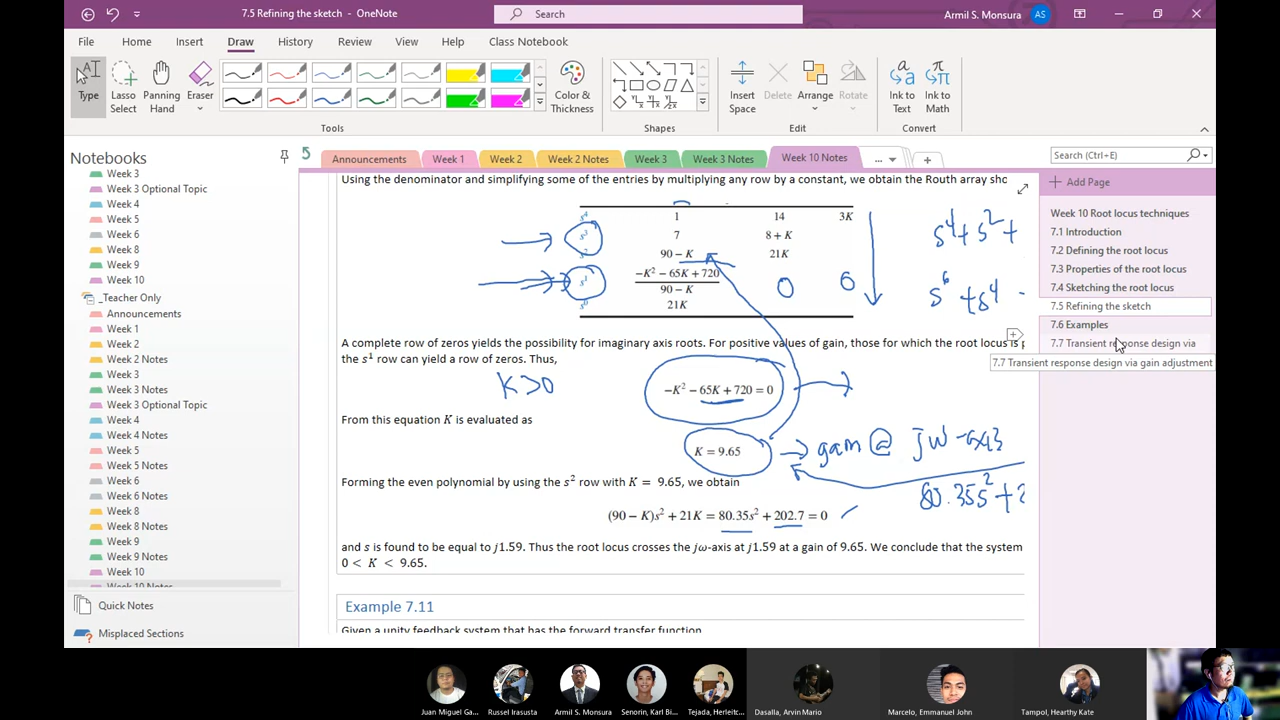 7.5 Refining the sketch - OneNote
Search
Armil S. Monsura
AS
File
Home
Insert
Draw
History
Review
View
Help
Class Notebook
Type
Lasso
Select
Panning
Hand
Eraser
Color &
Thickness
Insert
Space
Delete
Arrange
Rotate
Ink to
Text
Ink to
Math
Tools
Shapes
Edit
Convert
Notebooks
Week 3
Week 3 Optional Topic
Week 4
Week 5
Week 6
Week 8
Week 9
Week 10
_Teacher Only
Announcements
Week 1
Week 2
Week 2 Notes
Week 3
Week 3 Notes
Week 3 Optional Topic
Week 4
Week 4 Notes
Week 5
Week 5 Notes
Week 6
Week 6 Notes
Week 8
Week 8 Notes
Week 9
Week 9 Notes
Week 10
Week 10 Notes
Quick Notes
Misplaced Sections
Announcements
Week 1
Week 2
Week 2 Notes
Week 3
Week 3 Notes
Week 10 Notes
...
Search (Ctrl+E)
Using the denominator and simplifying some of the entries by multiplying any row by a constant, we obtain the Routh array sho
s⁴ 1 14 3K
s³ 7 8 + K
s² 90 − K 21K
s¹ −K² − 65K + 720 / 90 − K 0 0
s⁰ 21K
s⁴ + s² +
s⁶ + s⁴ -
A complete row of zeros yields the possibility for imaginary axis roots. For positive values of gain, those for which the root locus is p
the s¹ row can yield a row of zeros. Thus,
K > 0
−K² − 65K + 720 = 0
From this equation K is evaluated as
K = 9.65
gain @ jω-axis
Forming the even polynomial by using the s² row with K = 9.65, we obtain
80.35s² + 2
(90 − K)s² + 21K = 80.35s² + 202.7 = 0
and s is found to be equal to j1.59. Thus the root locus crosses the jω-axis at j1.59 at a gain of 9.65. We conclude that the system
0 < K < 9.65.
Example 7.11
Given a unity feedback system that has the forward transfer function
Add Page
Week 10 Root locus techniques
7.1 Introduction
7.2 Defining the root locus
7.3 Properties of the root locus
7.4 Sketching the root locus
7.5 Refining the sketch
7.6 Examples
7.7 Transient response design via
7.7 Transient response design via gain adjustment
Juan Miguel Ga...
Russel Irasusta
Armil S. Monsura
Senorin, Karl Bi...
Tejada, Herleit...
Dasalla, Arvin Mario
Marcelo, Emmanuel John
Tampol, Hearthy Kate